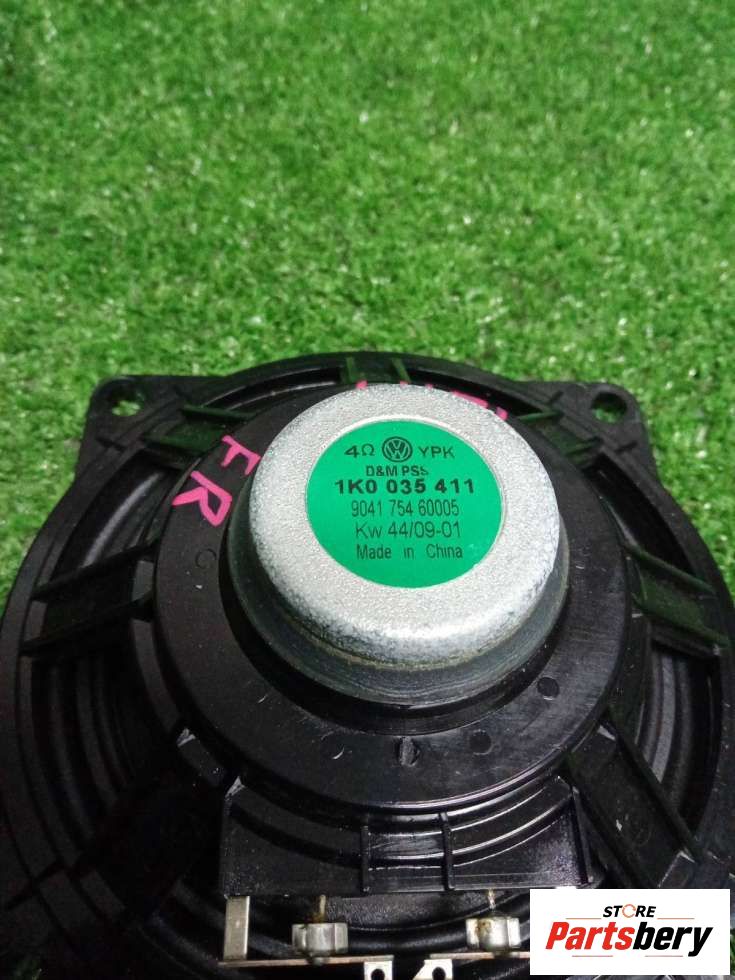 FR
4Ω YPK
D&M PSS
1K0 035 411
9041 754 60005
Kw 44/09-01
Made in China
STORE
Partsbery